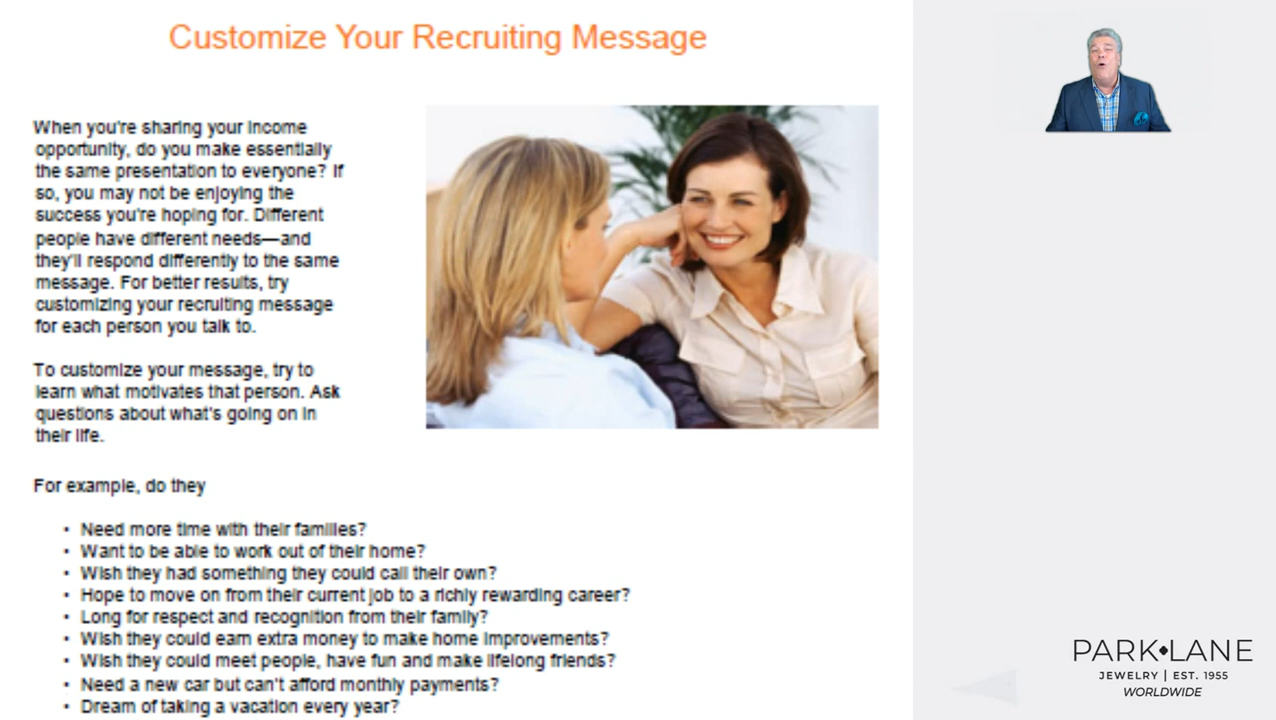 Customize Your Recruiting Message
When you're sharing your income
opportunity, do you make essentially
the same presentation to everyone? If
so, you may not be enjoying the
success you're hoping for. Different
people have different needs—and
they'll respond differently to the same
message. For better results, try
customizing your recruiting message
for each person you talk to.
To customize your message, try to
learn what motivates that person. Ask
questions about what's going on in
their life.
For example, do they
• Need more time with their families?
• Want to be able to work out of their home?
• Wish they had something they could call their own?
• Hope to move on from their current job to a richly rewarding career?
• Long for respect and recognition from their family?
• Wish they could earn extra money to make home improvements?
• Wish they could meet people, have fun and make lifelong friends?
• Need a new car but can't afford monthly payments?
• Dream of taking a vacation every year?
PARK LANE
JEWELRY | EST. 1955
WORLDWIDE